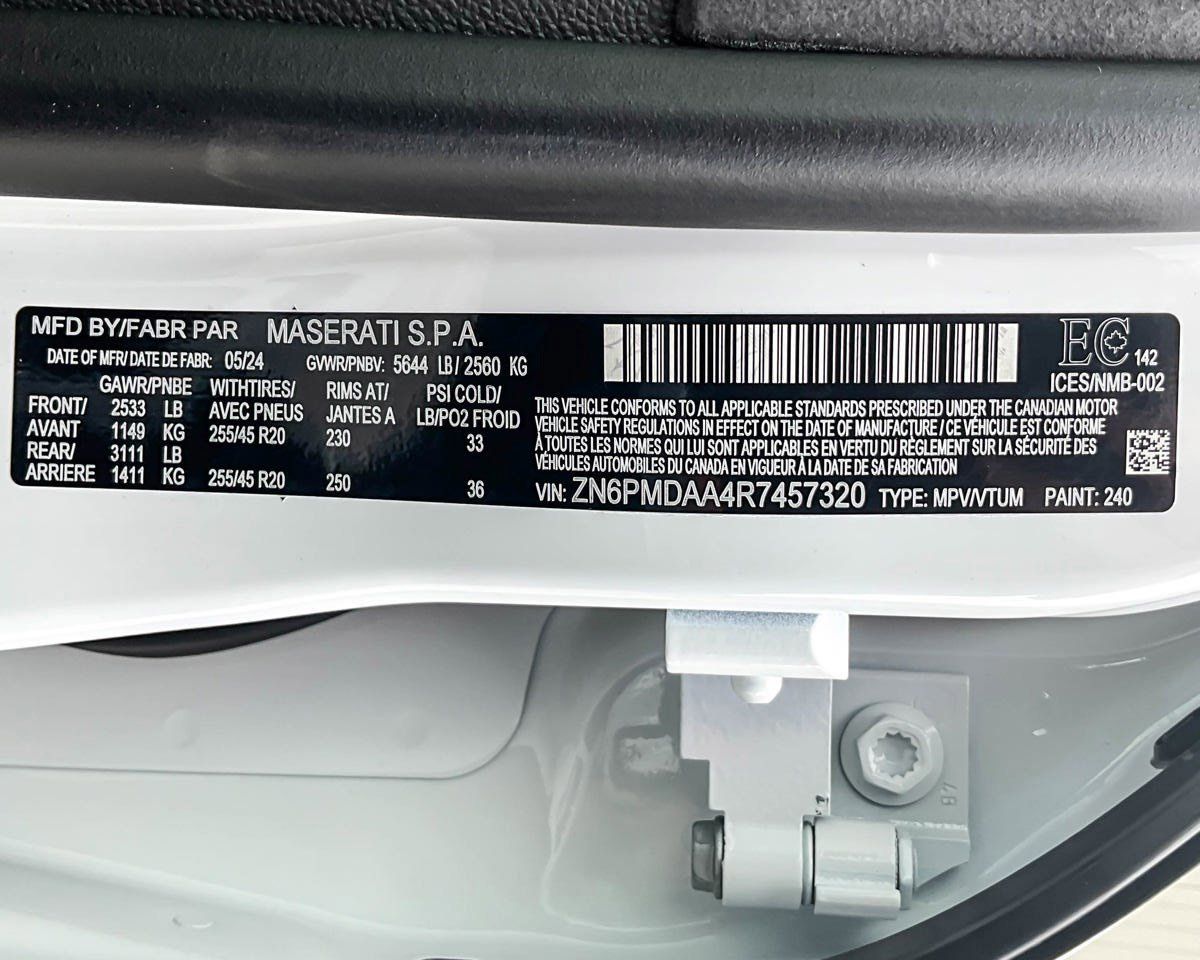 MFD BY/FABR PAR MASERATI S.P.A.
DATE OF MFR/DATE DE FABR: 05/24 GVWR/PNBV: 5644 LB/2560 KG
GAWR/PNBE WITHTIRES/ RIMS AT/ PSI COLD/
FRONT/ 2533 LB AVEC PNEUS JANTES A LB/PO2 FROID
AVANT 1149 KG 255/45 R20 230 33
REAR/ 3111 LB
ARRIERE 1411 KG 255/45 R20 250 36
EC 142
ICES/NMB-002
THIS VEHICLE CONFORMS TO ALL APPLICABLE STANDARDS PRESCRIBED UNDER THE CANADIAN MOTOR
VEHICLE SAFETY REGULATIONS IN EFFECT ON THE DATE OF MANUFACTURE / CE VÉHICULE EST CONFORME
À TOUTES LES NORMES QUI LUI SONT APPLICABLES EN VERTU DU RÈGLEMENT SUR LA SÉCURITÉ DES
VÉHICULES AUTOMOBILES DU CANADA EN VIGUEUR À LA DATE DE SA FABRICATION
VIN: ZN6PMDAA4R7457320 TYPE: MPV/VTUM PAINT: 240
4B